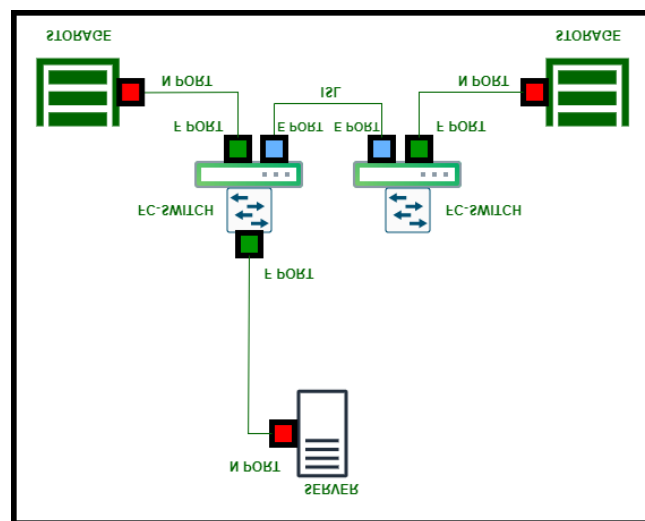 STORAGE
STORAGE
N PORT
N PORT
ISL
F PORT
E PORT
E PORT
F PORT
FC-SWITCH
FC-SWITCH
F PORT
N PORT
SERVER